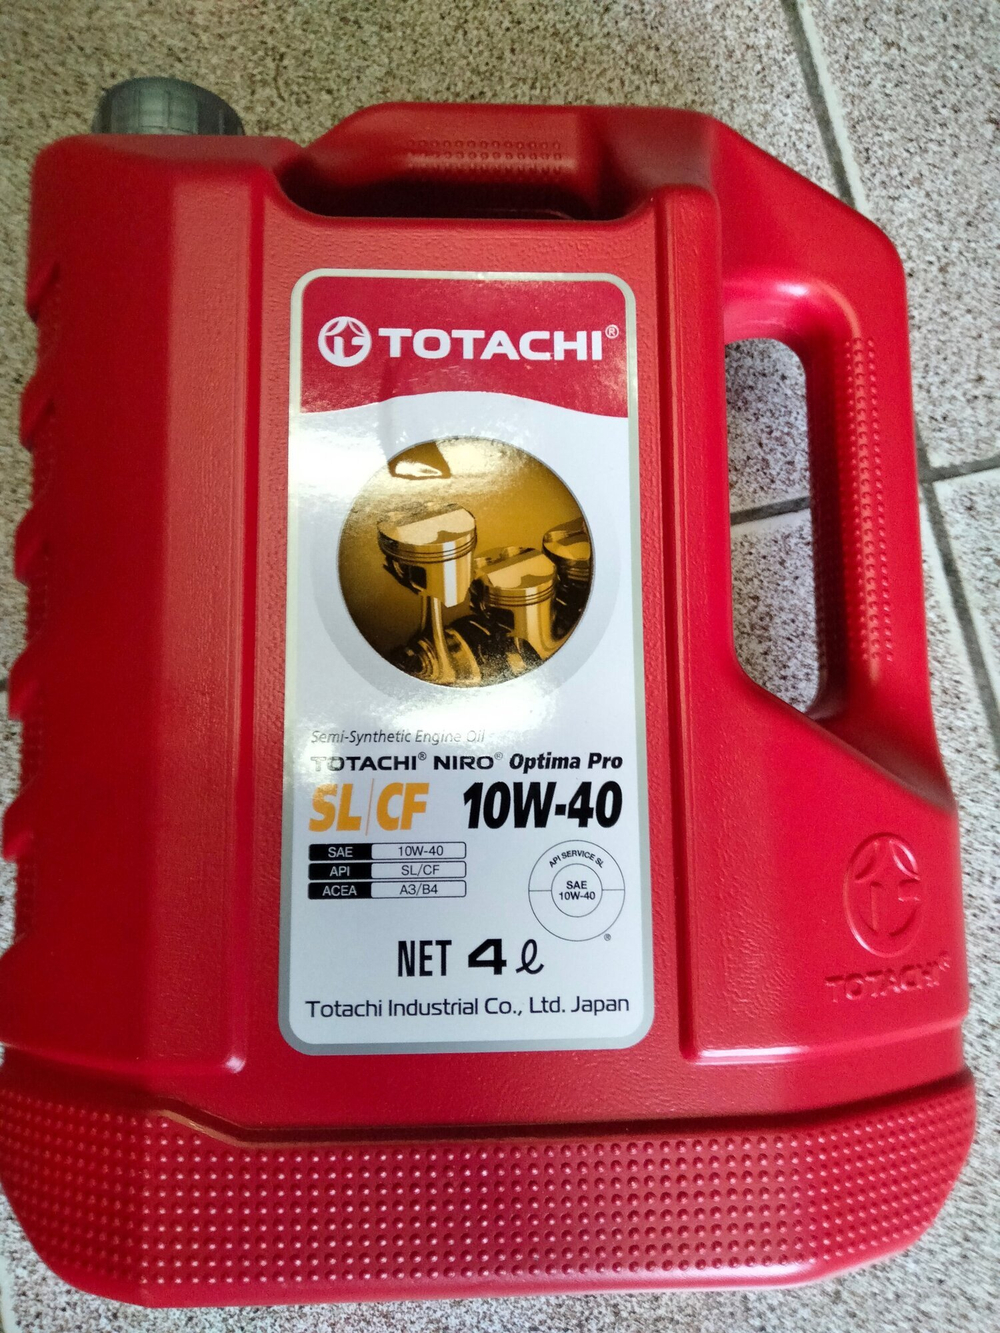 TOTACHI®
Semi-Synthetic Engine Oil
TOTACHI® NIRO® Optima Pro
SL/CF 10W-40
SAE 10W-40
API SL/CF
ACEA A3/B4
API SERVICE SL
SAE
10W-40
®
NET 4 ℓ
Totachi Industrial Co., Ltd. Japan
TOTACHI®